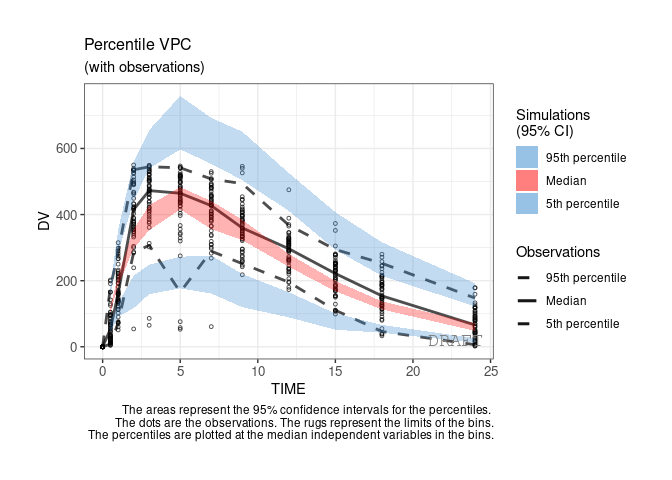 Percentile VPC
(with observations)
DV
600
400
200
0
0
5
10
15
20
25
TIME
DRAFT
Simulations
(95% CI)
95th percentile
Median
5th percentile
Observations
95th percentile
Median
5th percentile
The areas represent the 95% confidence intervals for the percentiles.
The dots are the observations. The rugs represent the limits of the bins.
The percentiles are plotted at the median independent variables in the bins.